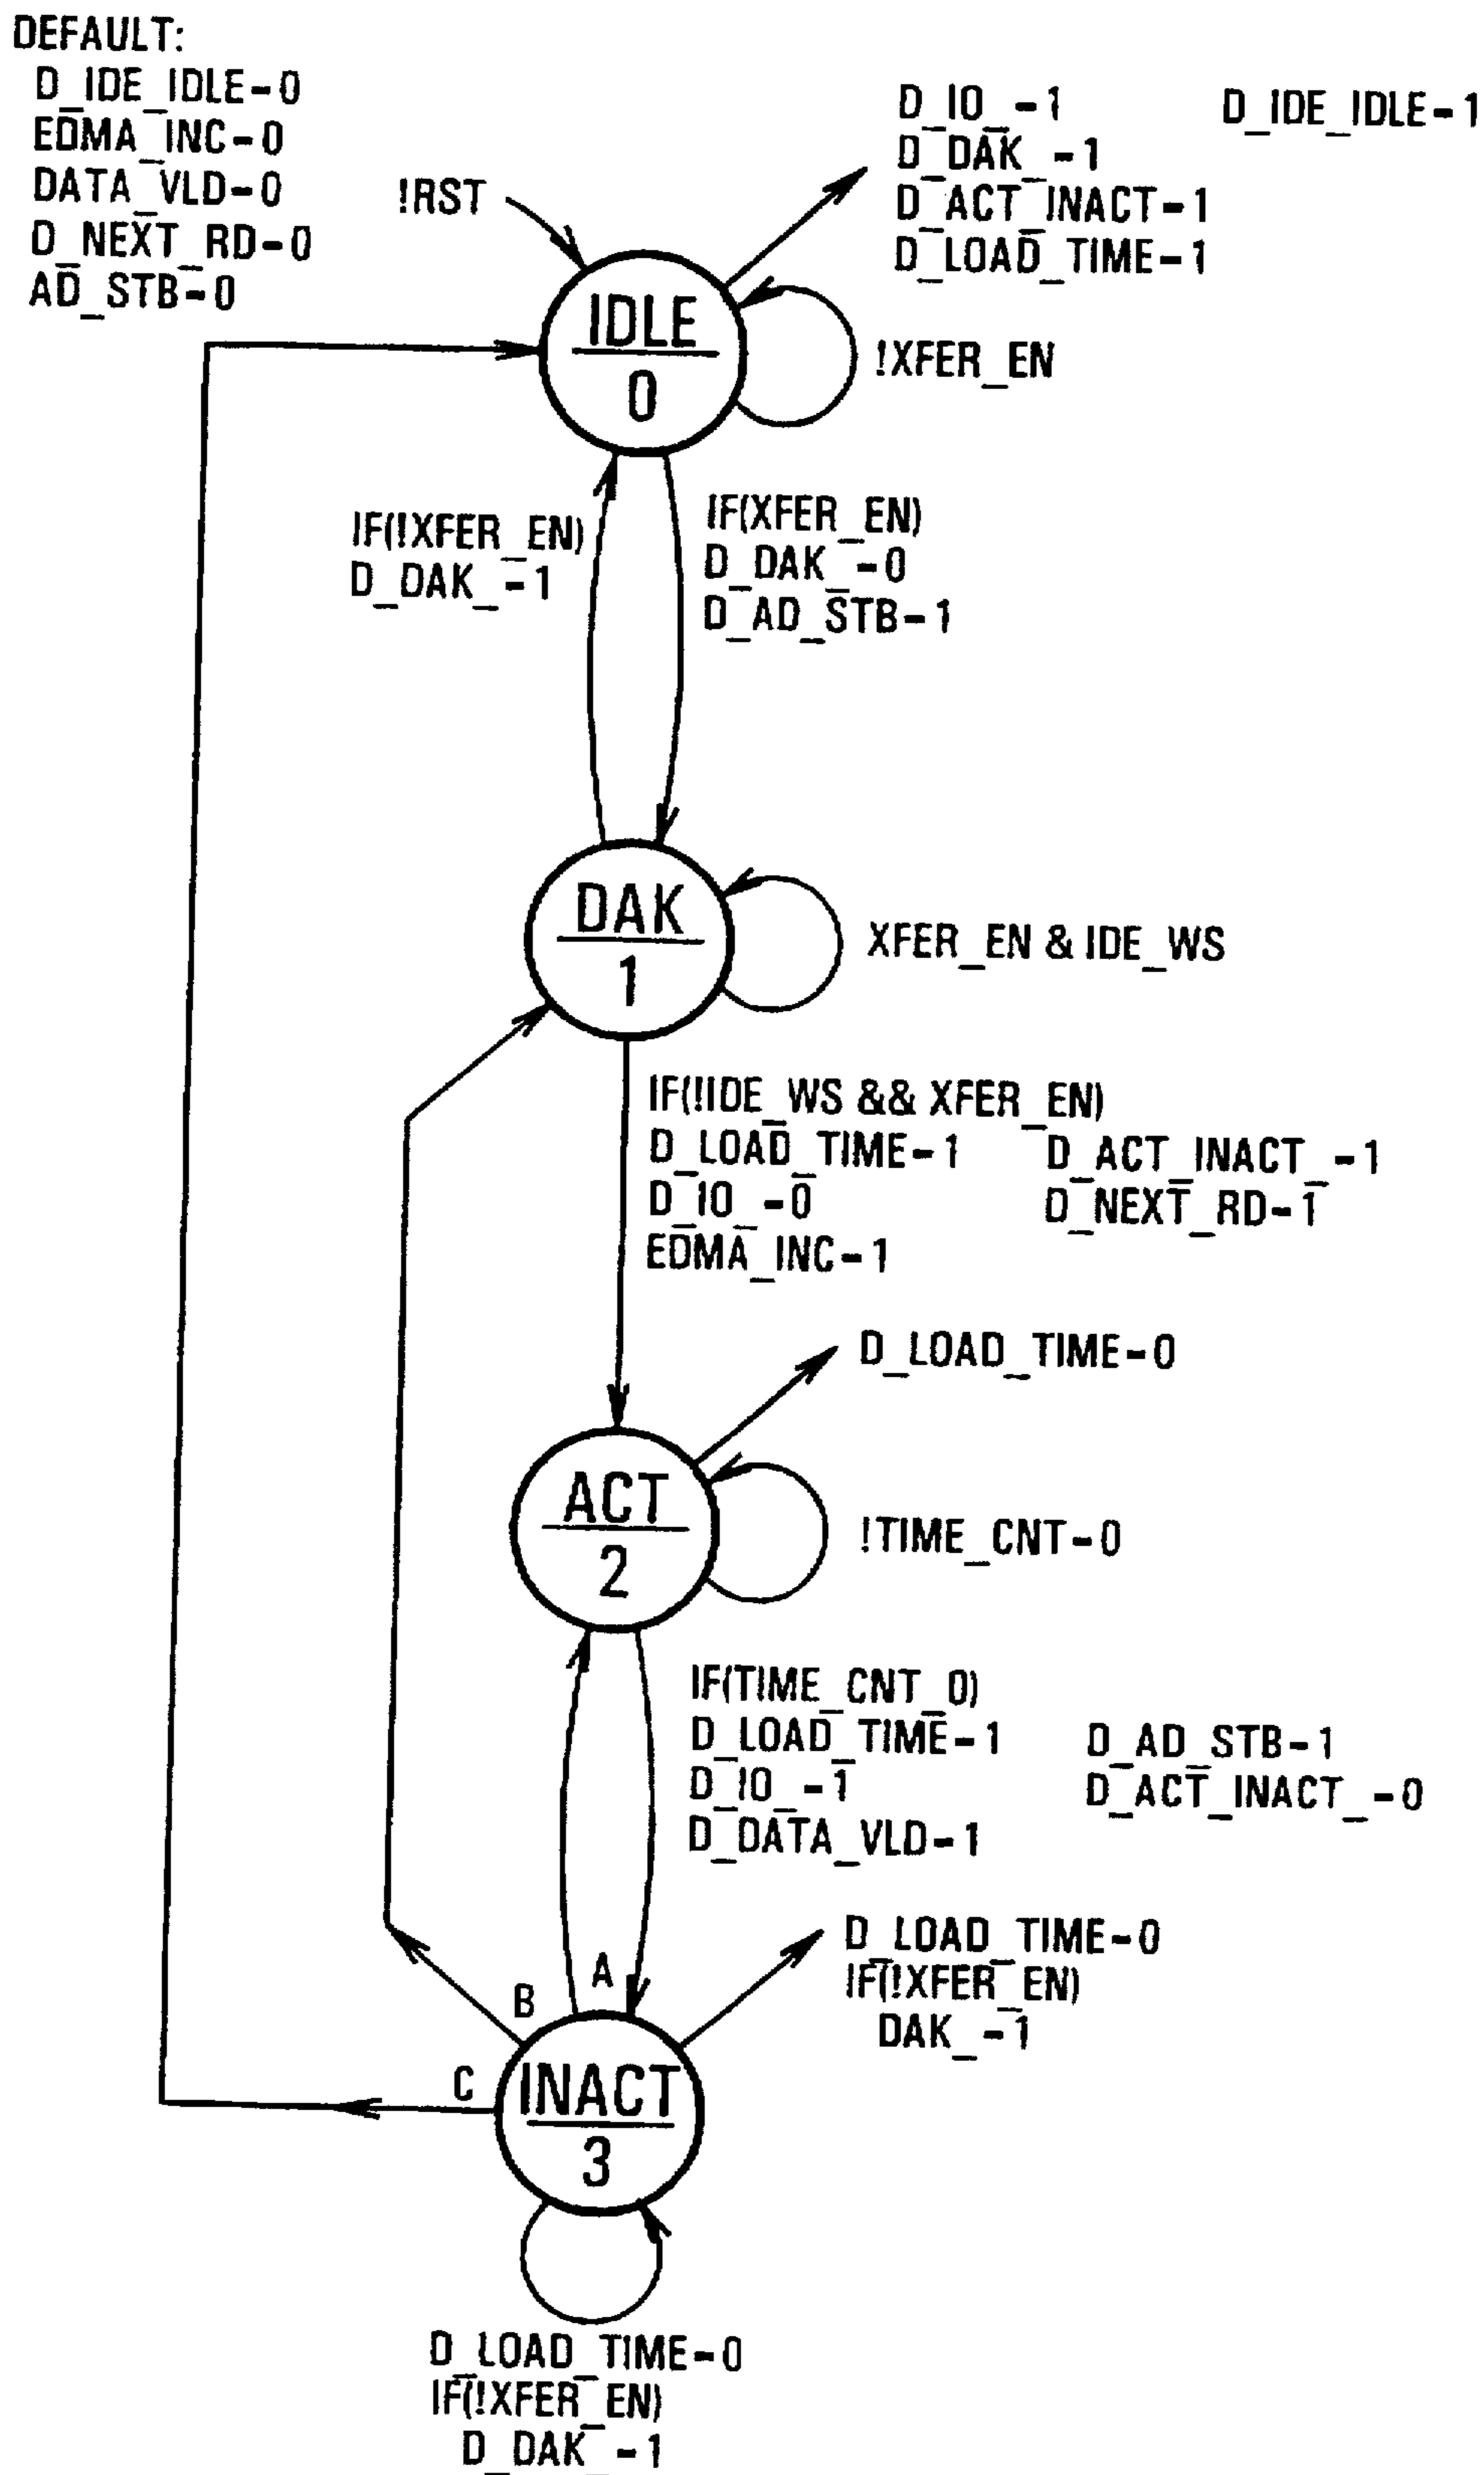 DEFAULT:
D_IDE_IDLE-0
EDMA_INC-0
DATA_VLD-0
D_NEXT_RD-0
AD_STB-0
!RST
D_IO_-1 D_IDE_IDLE-1
D_DAK_-1
D_ACT_INACT-1
D_LOAD_TIME-1
IDLE
0
!XFER_EN
IF(!XFER_EN)
D_DAK_-1
IF(XFER_EN)
D_DAK_-0
D_AD_STB-1
DAK
1
XFER_EN & IDE_WS
IF(!IDE_WS && XFER_EN)
D_LOAD_TIME-1 D_ACT_INACT_-1
D_IO_-0 D_NEXT_RD-1
EDMA_INC-1
D_LOAD_TIME-0
ACT
2
!TIME_CNT-0
IF(TIME_CNT_0)
D_LOAD_TIME-1 D_AD_STB-1
D_IO_-1 D_ACT_INACT_-0
D_DATA_VLD-1
D_LOAD_TIME-0
IF(!XFER_EN)
DAK_-1
A
B
C
INACT
3
D_LOAD_TIME-0
IF(!XFER_EN)
D_DAK_-1